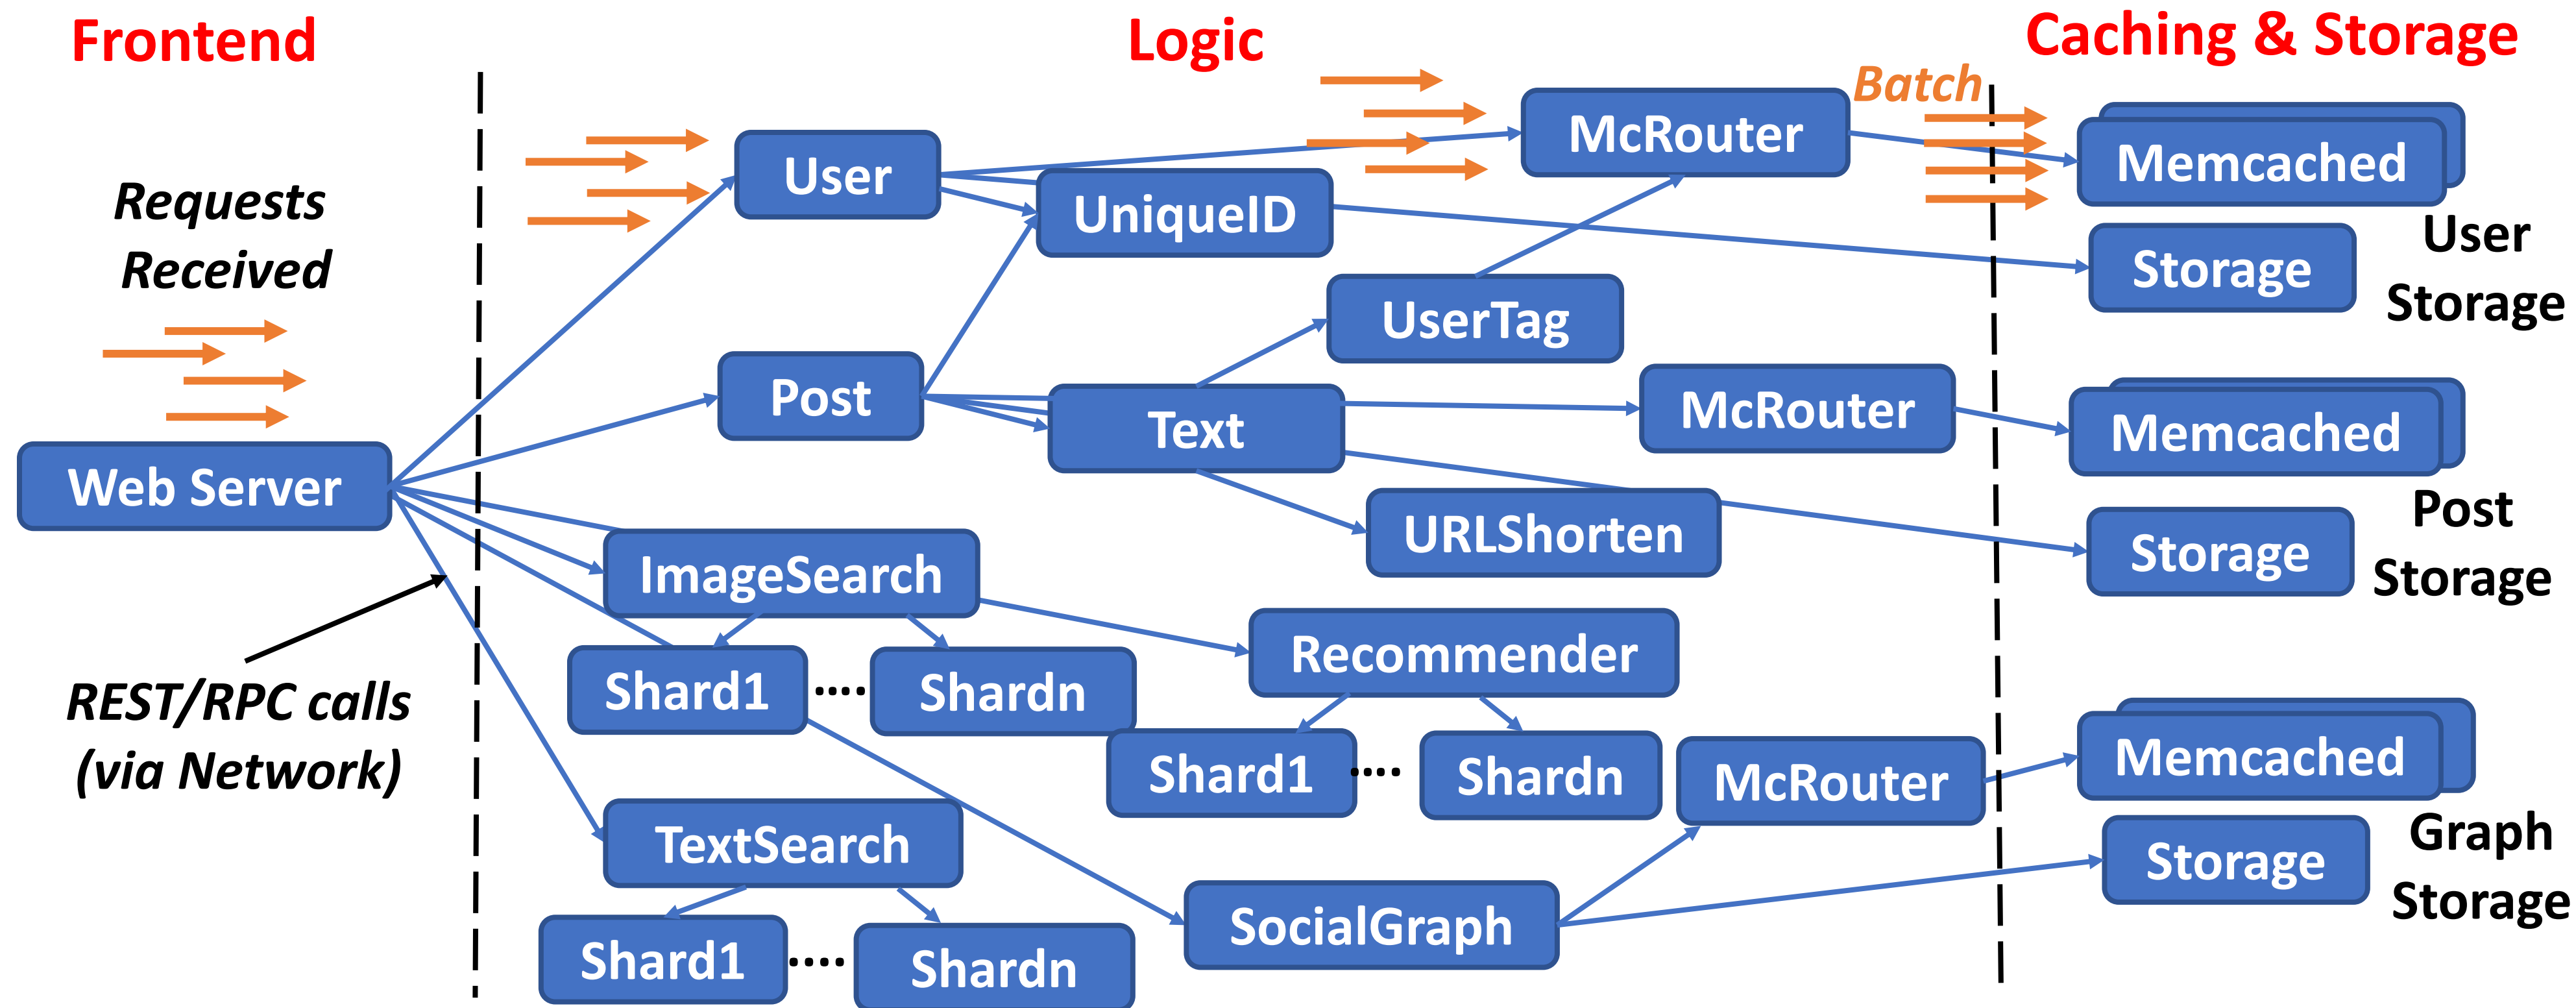 Frontend
Logic
Caching & Storage
Batch
Requests
Received
User
McRouter
Memcached
UniqueID
Storage
User
Storage
UserTag
Post
Text
McRouter
Memcached
Web Server
URLShorten
Storage
Post
Storage
ImageSearch
Recommender
Shard1
....
Shardn
REST/RPC calls
(via Network)
Shard1
....
Shardn
McRouter
Memcached
TextSearch
Storage
Graph
Storage
SocialGraph
Shard1
....
Shardn